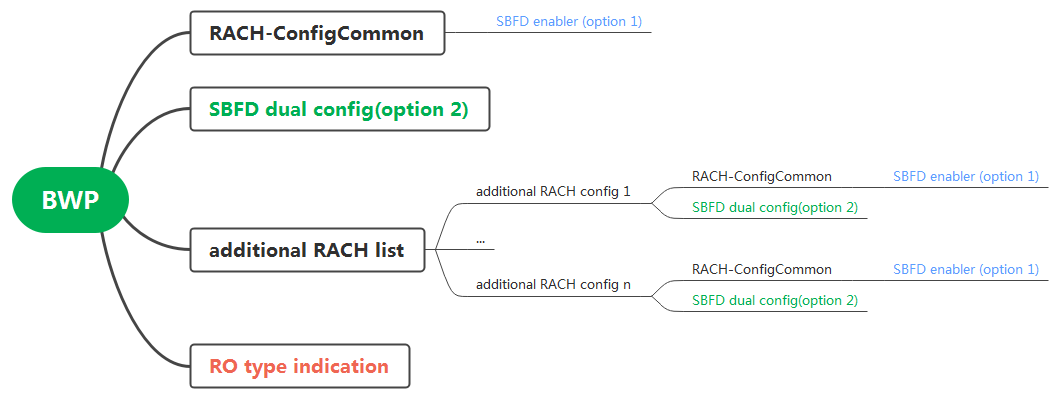 BWP
RACH-ConfigCommon
SBFD enabler (option 1)
SBFD dual config(option 2)
additional RACH list
additional RACH config 1
RACH-ConfigCommon
SBFD enabler (option 1)
SBFD dual config(option 2)
...
additional RACH config n
RACH-ConfigCommon
SBFD enabler (option 1)
SBFD dual config(option 2)
RO type indication